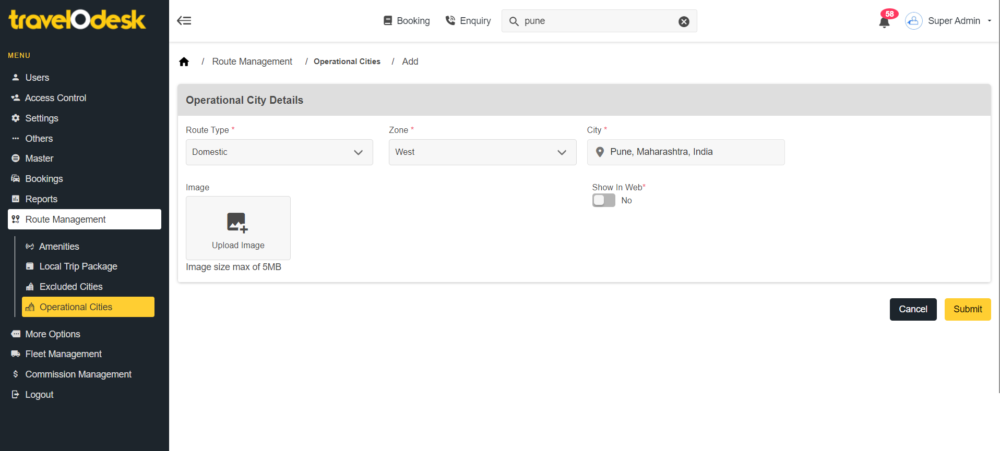 travelOdesk
MENU
Users
Access Control
Settings
Others
Master
Bookings
Reports
Route Management
Amenities
Local Trip Package
Excluded Cities
Operational Cities
More Options
Fleet Management
Commission Management
Logout
Booking
Enquiry
pune
58
Super Admin
/ Route Management / Operational Cities / Add
Operational City Details
Route Type *
Zone *
City *
Domestic
West
Pune, Maharashtra, India
Image
Show In Web*
No
Upload Image
Image size max of 5MB
Cancel
Submit